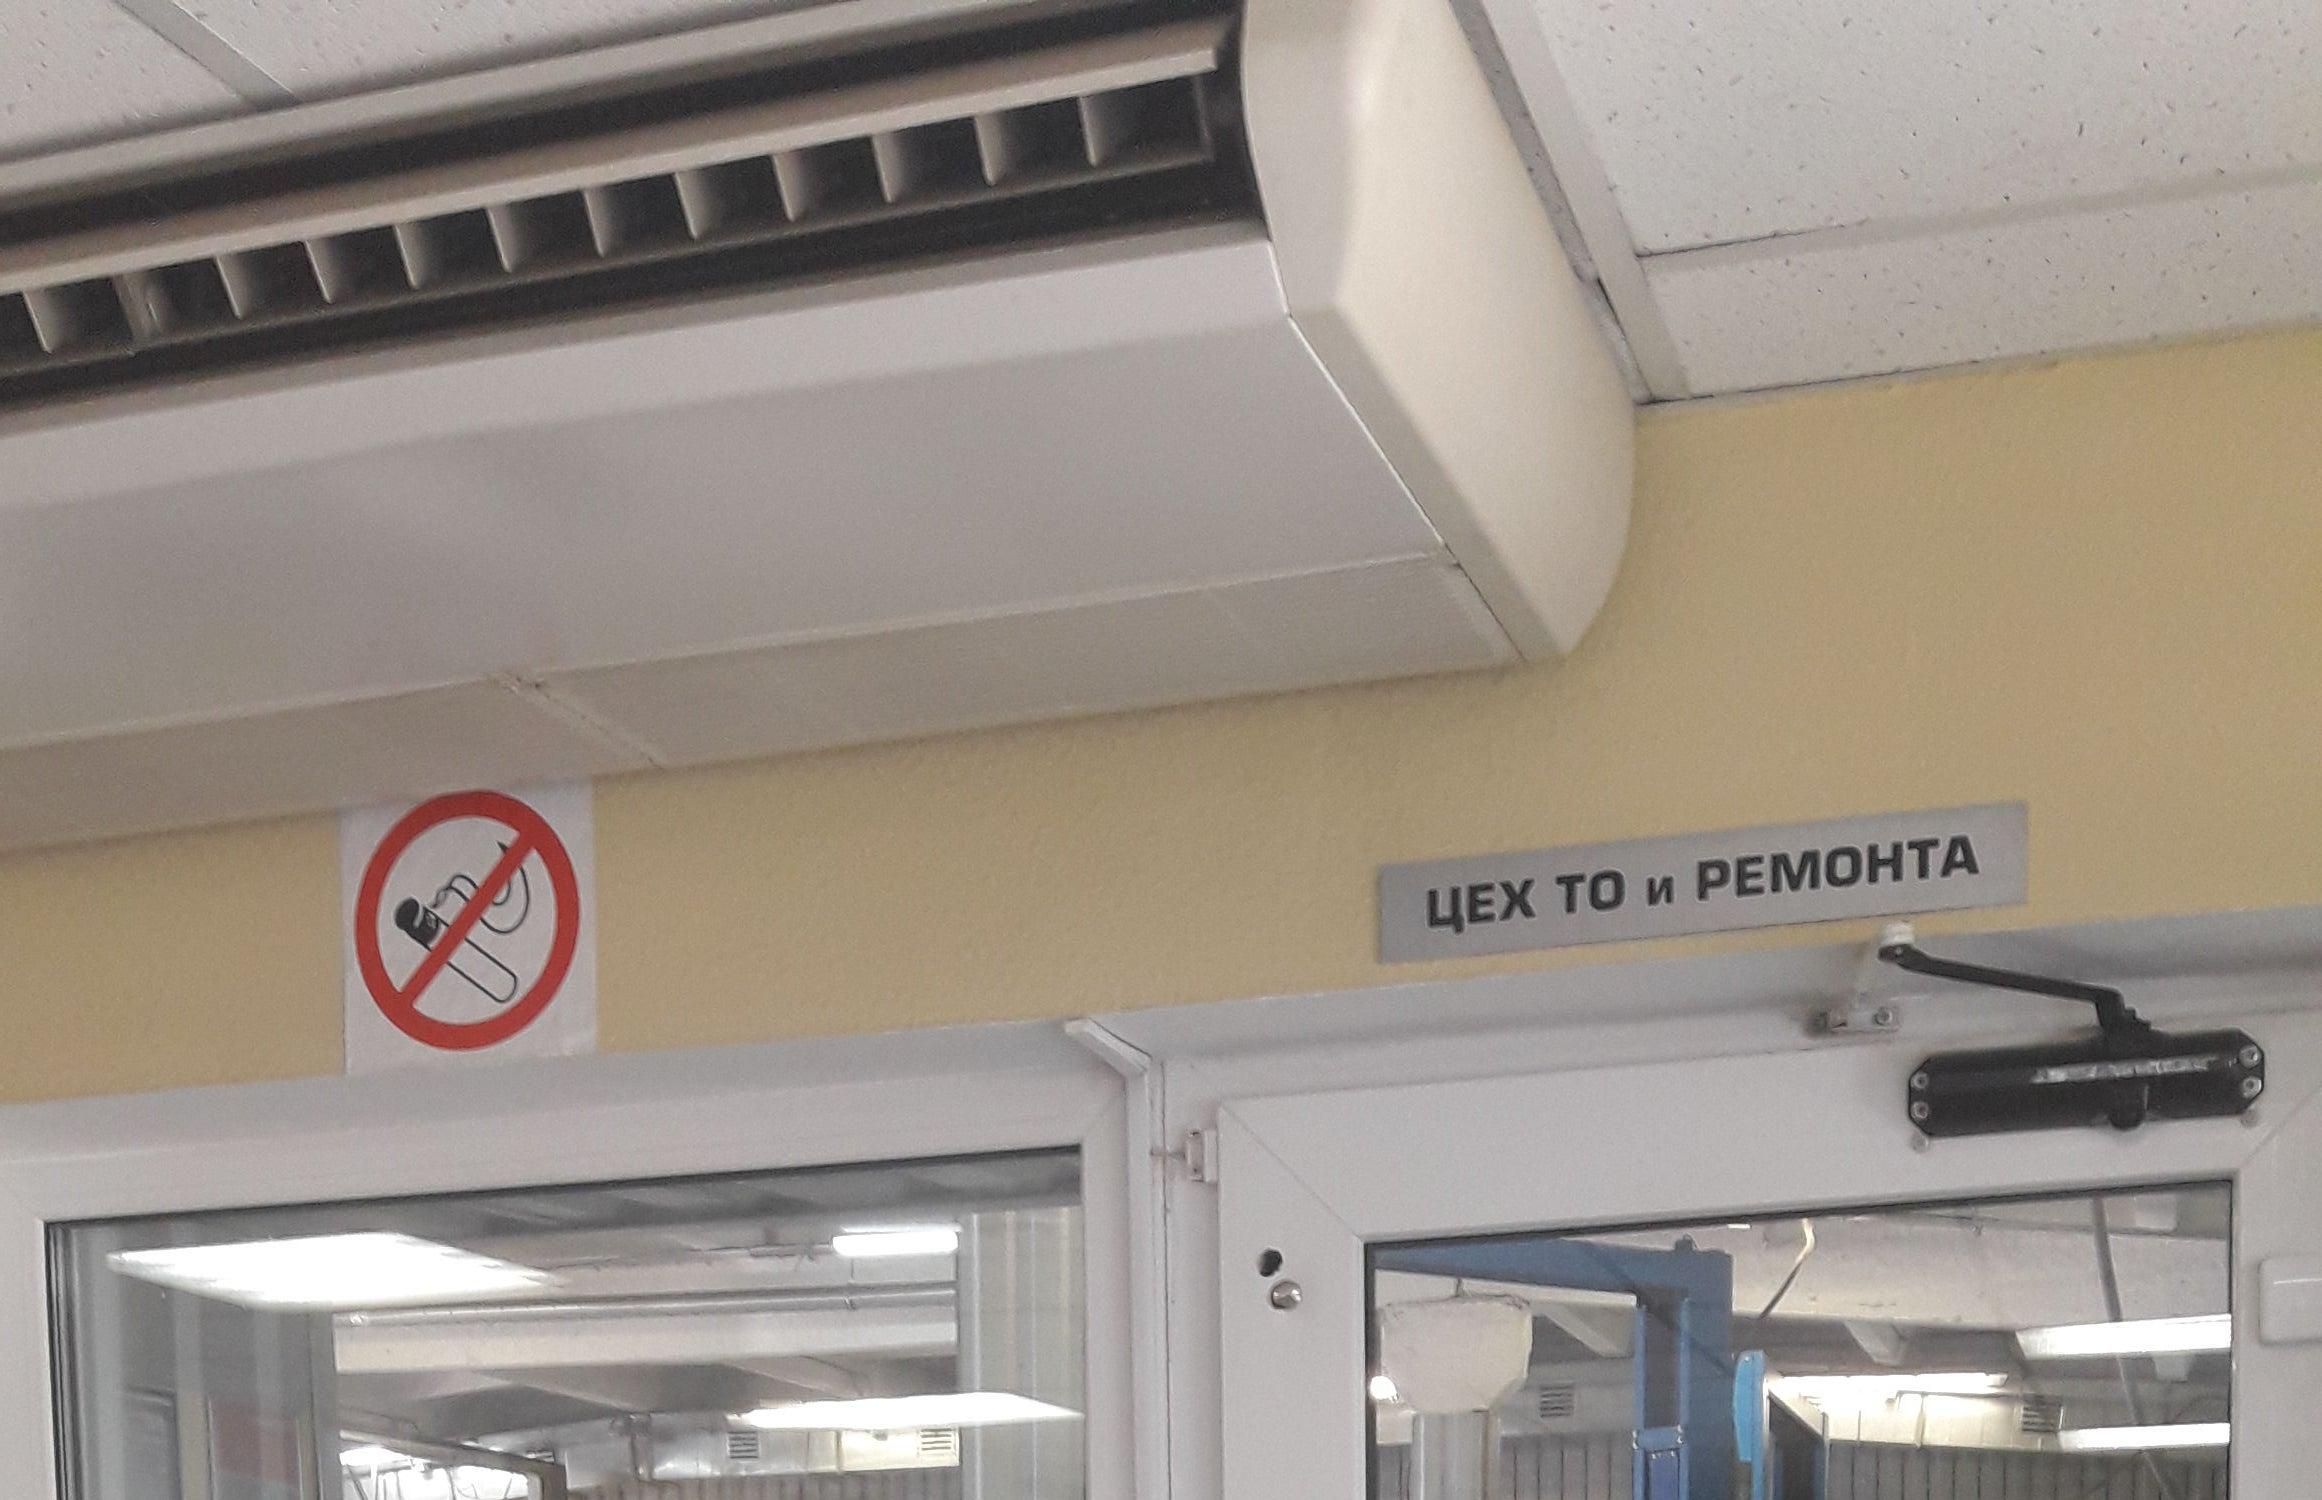 ЦЕХ ТО и РЕМОНТА